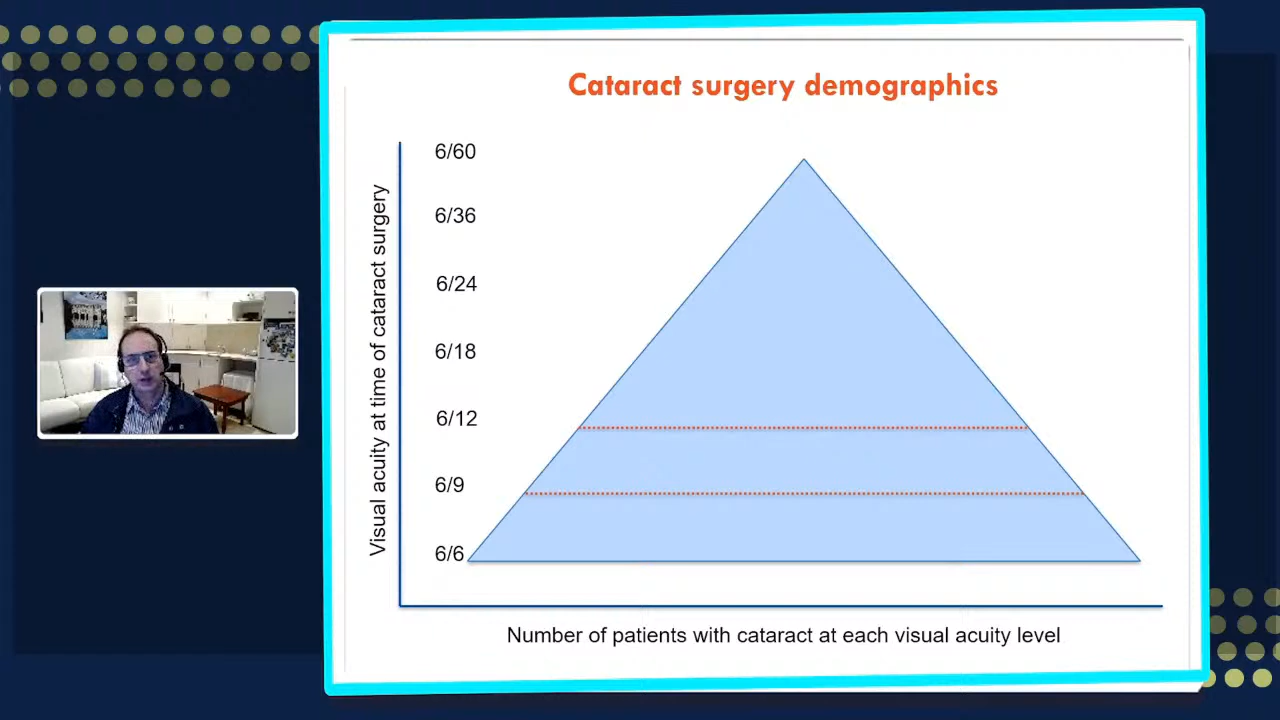 Cataract surgery demographics
Visual acuity at time of cataract surgery
6/60
6/36
6/24
6/18
6/12
6/9
6/6
Number of patients with cataract at each visual acuity level